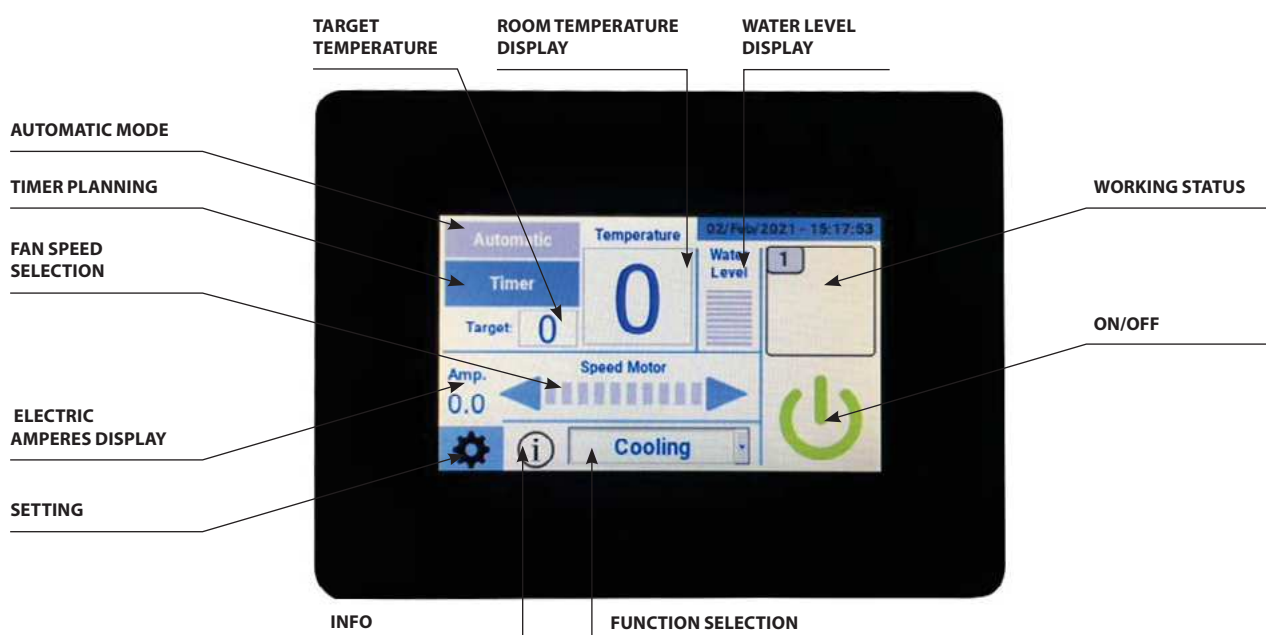 TARGET
TEMPERATURE
ROOM TEMPERATURE
DISPLAY
WATER LEVEL
DISPLAY
AUTOMATIC MODE
TIMER PLANNING
FAN SPEED
SELECTION
ELECTRIC
AMPERES DISPLAY
SETTING
WORKING STATUS
ON/OFF
Automatic
Temperature
02/Feb/2021 - 15:17:53
Timer
0
Water
Level
1
Target:
0
Amp.
0.0
Speed Motor
i
Cooling
INFO
FUNCTION SELECTION